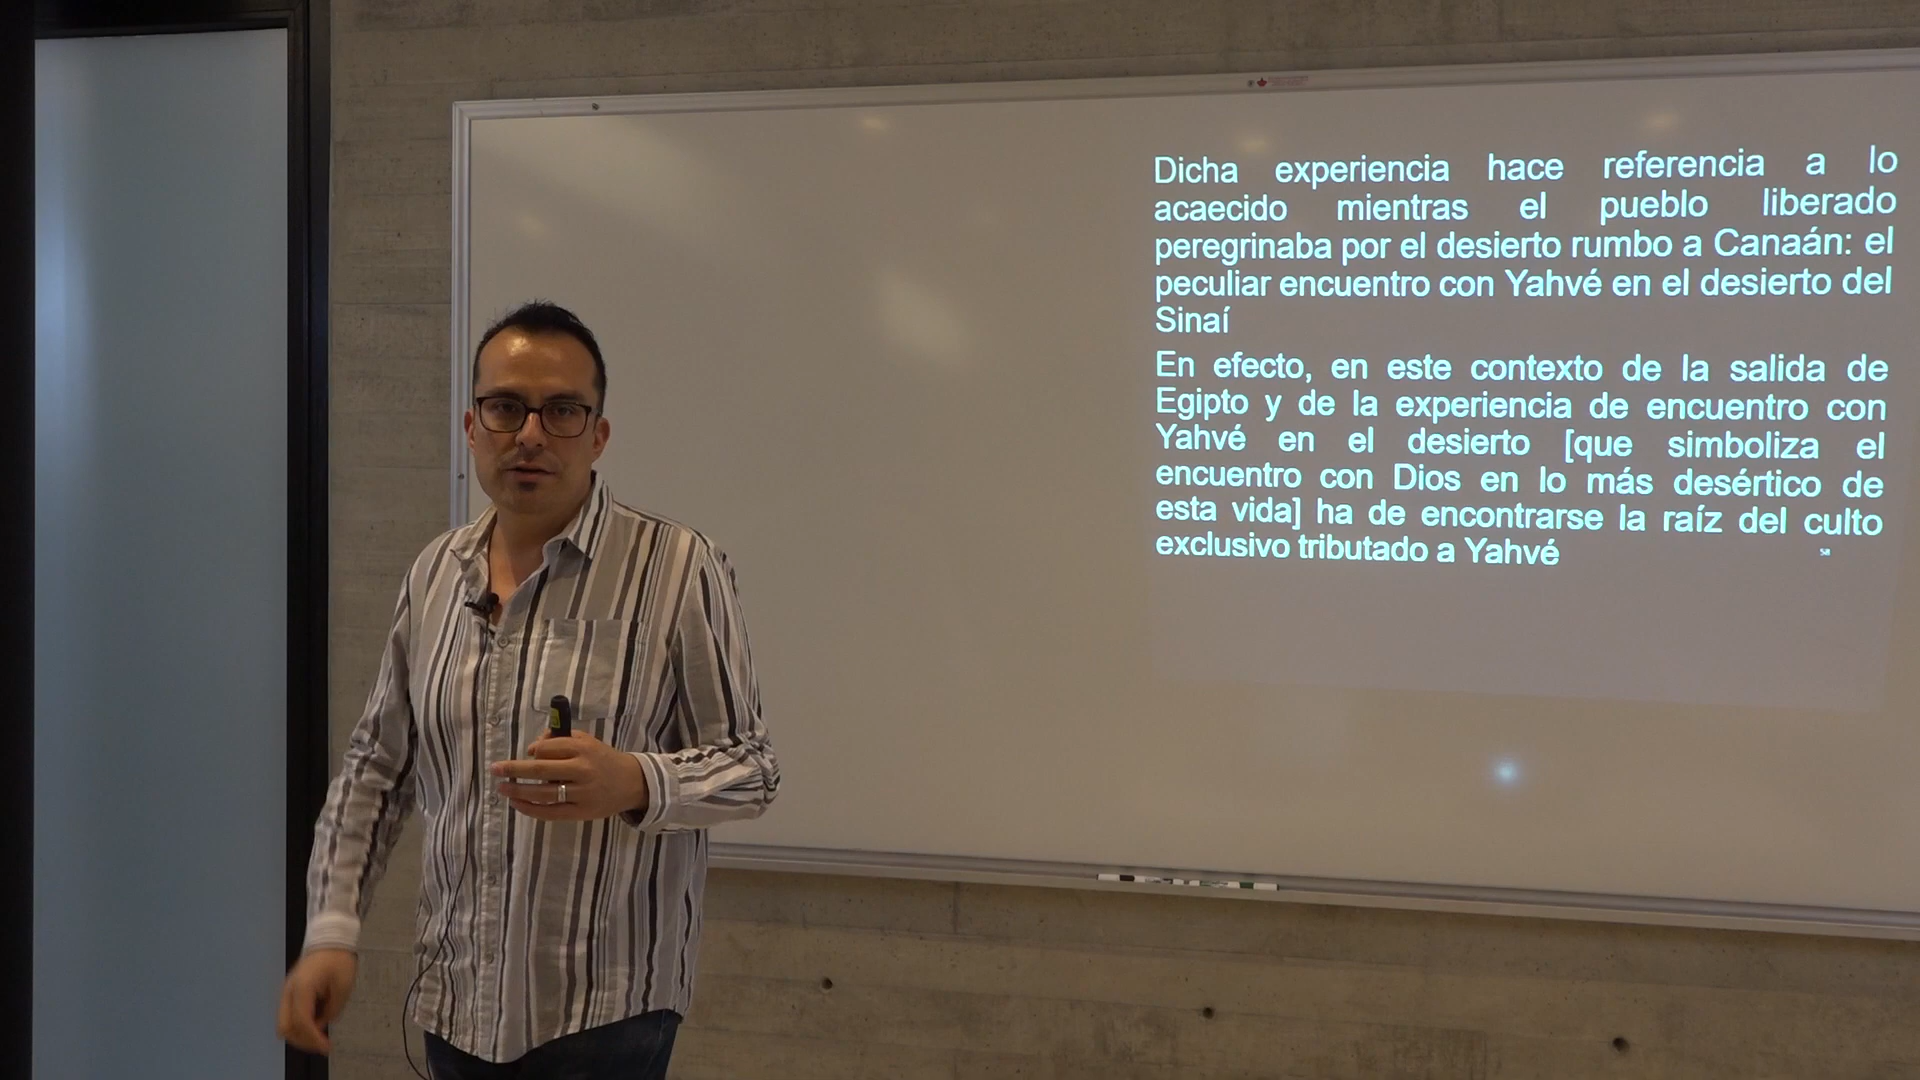 Dicha experiencia hace referencia a lo
acaecido mientras el pueblo liberado
peregrinaba por el desierto rumbo a Canaán: el
peculiar encuentro con Yahvé en el desierto del
Sinaí
En efecto, en este contexto de la salida de
Egipto y de la experiencia de encuentro con
Yahvé en el desierto [que simboliza el
encuentro con Dios en lo más desértico de
esta vida] ha de encontrarse la raíz del culto
exclusivo tributado a Yahvé